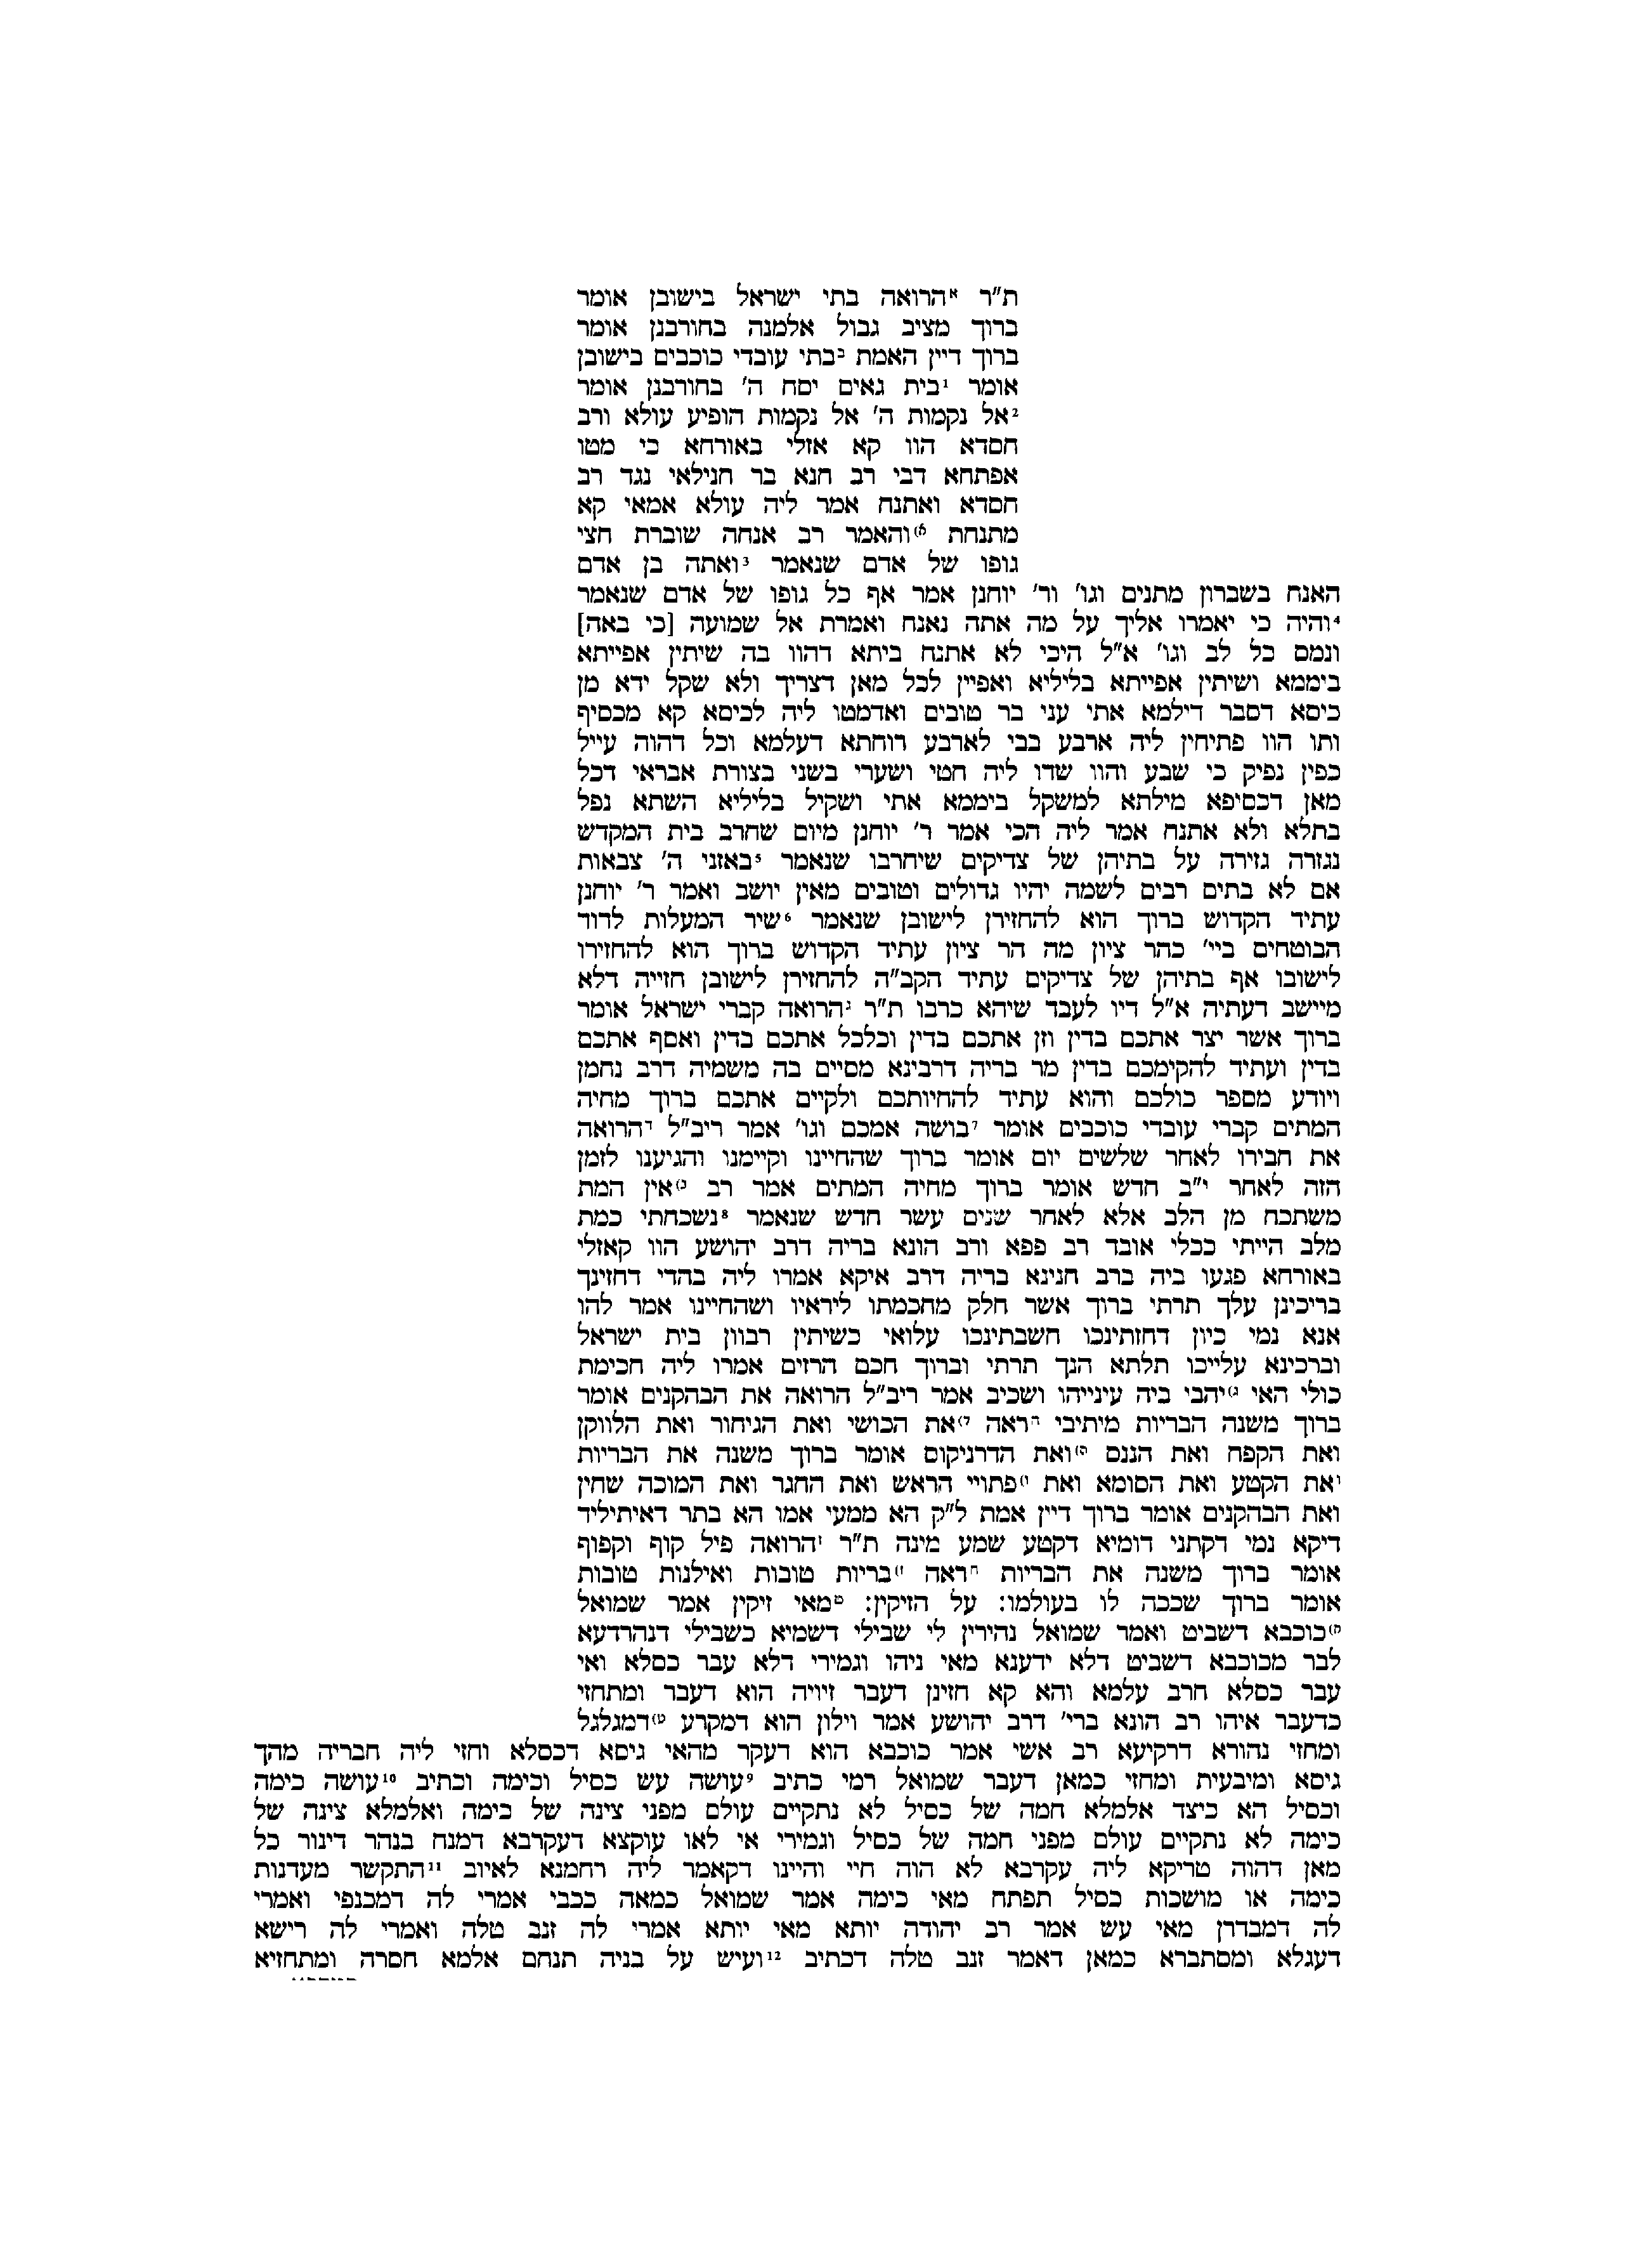 ת"ר אהרואה בתי ישראל בישובן אומר
ברוך מציב גבול אלמנה בחורבנן אומר
ברוך דיין האמת בבתי עובדי כוכבים בישובן
אומר 1בית גאים יסח ה' בחורבנן אומר
2אל נקמות ה' אל נקמות הופיע עולא ורב
חסדא הוו קא אזלי באורחא כי מטו
אפתחא דבי רב חנא בר חנילאי נגד רב
חסדא ואתנח אמר ליה עולא אמאי קא
מתנחת א)והאמר רב אנחה שוברת חצי
גופו של אדם שנאמר 3ואתה בן אדם
האנח בשברון מתנים וגו' ור' יוחנן אמר אף כל גופו של אדם שנאמר
4והיה כי יאמרו אליך על מה אתה נאנח ואמרת אל שמועה [כי באה]
ונמס כל לב וגו' א"ל היכי לא אתנח ביתא דהוו בה שיתין אפייתא
ביממא ושיתין אפייתא בליליא ואפיין לכל מאן דצריך ולא שקל ידא מן
כיסא דסבר דילמא אתי עני בר טובים ואדמטו ליה לכיסא קא מכסיף
ותו הוו פתיחין ליה ארבע בבי לארבע רוחתא דעלמא וכל דהוה עייל
כפין נפיק כי שבע והוו שדו ליה חטי ושערי בשני בצורת אבראי דכל
מאן דכסיפא מילתא למשקל ביממא אתי ושקיל בליליא השתא נפל
בתלא ולא אתנח אמר ליה הכי אמר ר' יוחנן מיום שחרב בית המקדש
נגזרה גזירה על בתיהן של צדיקים שיחרבו שנאמר 5באזני ה' צבאות
אם לא בתים רבים לשמה יהיו גדולים וטובים מאין יושב ואמר ר' יוחנן
עתיד הקדוש ברוך הוא להחזירן לישובן שנאמר 6שיר המעלות לדוד
הבוטחים ביי' כהר ציון מה הר ציון עתיד הקדוש ברוך הוא להחזירו
לישובו אף בתיהן של צדיקים עתיד הקב"ה להחזירן לישובן חזייה דלא
מיישב דעתיה א"ל דיו לעבד שיהא כרבו ת"ר גהרואה קברי ישראל אומר
ברוך אשר יצר אתכם בדין וזן אתכם בדין וכלכל אתכם בדין ואסף אתכם
בדין ועתיד להקימכם בדין מר בריה דרבינא מסיים בה משמיה דרב נחמן
ויודע מספר כולכם והוא עתיד להחיותכם ולקיים אתכם ברוך מחיה
המתים קברי עובדי כוכבים אומר 7בושה אמכם וגו' אמר ריב"ל דהרואה
את חבירו לאחר שלשים יום אומר ברוך שהחיינו וקיימנו והגיענו לזמן
הזה לאחר י"ב חדש אומר ברוך מחיה המתים אמר רב ב)אין המת
משתכח מן הלב אלא לאחר שנים עשר חדש שנאמר 8נשכחתי כמת
מלב הייתי ככלי אובד רב פפא ורב הונא בריה דרב יהושע הוו קאזלי
באורחא פגעו ביה ברב חנינא בריה דרב איקא אמרו ליה בהדי דחזינך
בריכינן עלך תרתי ברוך אשר חלק מחכמתו ליראיו ושהחיינו אמר להו
אנא נמי כיון דחזתינכו חשבתינכו עלואי כשיתין רבוון בית ישראל
וברכינא עלייכו תלתא הנך תרתי וברוך חכם הרזים אמרו ליה חכימת
כולי האי ג)יהבי ביה עינייהו ושכיב אמר ריב"ל הרואה את הבהקנים אומר
ברוך משנה הבריות מיתיבי הראה ד)את הכושי ואת הגיחור ואת הלווקן
ואת הקפח ואת הננס ה)ואת הדרניקוס אומר ברוך משנה את הבריות
ואת הקטע ואת הסומא ואת ו)פתויי הראש ואת החגר ואת המוכה שחין
ואת הבהקנים אומר ברוך דיין אמת ל"ק הא ממעי אמו הא בתר דאיתיליד
דיקא נמי דקתני דומיא דקטע שמע מינה ת"ר זהרואה פיל קוף וקפוף
אומר ברוך משנה את הבריות חראה ז)בריות טובות ואילנות טובות
אומר ברוך שככה לו בעולמו: על הזיקין: טמאי זיקין אמר שמואל
ח)כוכבא דשביט ואמר שמואל נהירין לי שבילי דשמיא כשבילי דנהרדעא
לבר מכוכבא דשביט דלא ידענא מאי ניהו וגמירי דלא עבר כסלא ואי
עבר כסלא חרב עלמא והא קא חזינן דעבר זיויה הוא דעבר ומתחזי
כדעבר איהו רב הונא ברי' דרב יהושע אמר וילון הוא דמקרע ט)דמגלגל
ומחזי נהורא דרקיעא רב אשי אמר כוכבא הוא דעקר מהאי גיסא דכסלא וחזי ליה חבריה מהך
גיסא ומיבעית ומחזי כמאן דעבר שמואל רמי כתיב 9עושה עש כסיל וכימה וכתיב 10עושה כימה
וכסיל הא כיצד אלמלא חמה של כסיל לא נתקיים עולם מפני צינה של כימה ואלמלא צינה של
כימה לא נתקיים עולם מפני חמה של כסיל וגמירי אי לאו עוקצא דעקרבא דמנח בנהר דינור כל
מאן דהוה טריקא ליה עקרבא לא הוה חיי והיינו דקאמר ליה רחמנא לאיוב 11התקשר מעדנות
כימה או מושכות כסיל תפתח מאי כימה אמר שמואל כמאה ככבי אמרי לה דמכנפי ואמרי
לה דמבדרן מאי עש אמר רב יהודה יותא מאי יותא אמרי לה זנב טלה ואמרי לה רישא
דעגלא ומסתברא כמאן דאמר זנב טלה דכתיב 12ועיש על בניה תנחם אלמא חסרה ומתחזיא